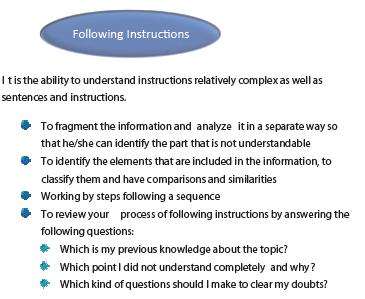 Following Instructions
I t is the ability to understand instructions relatively complex as well as
sentences and instructions.
To fragment the information and analyze it in a separate way so
that he/she can identify the part that is not understandable
To identify the elements that are included in the information, to
classify them and have comparisons and similarities
Working by steps following a sequence
To review your process of following instructions by answering the
following questions:
Which is my previous knowledge about the topic?
Which point I did not understand completely and why?
Which kind of questions should I make to clear my doubts?